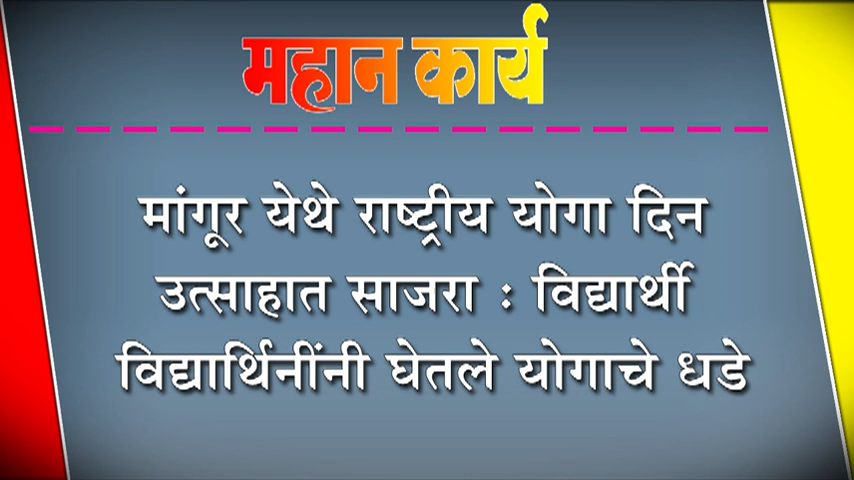 महान कार्य
मांगूर येथे राष्ट्रीय योगा दिन
उत्साहात साजरा : विद्यार्थी
विद्यार्थिनींनी घेतले योगाचे धडे